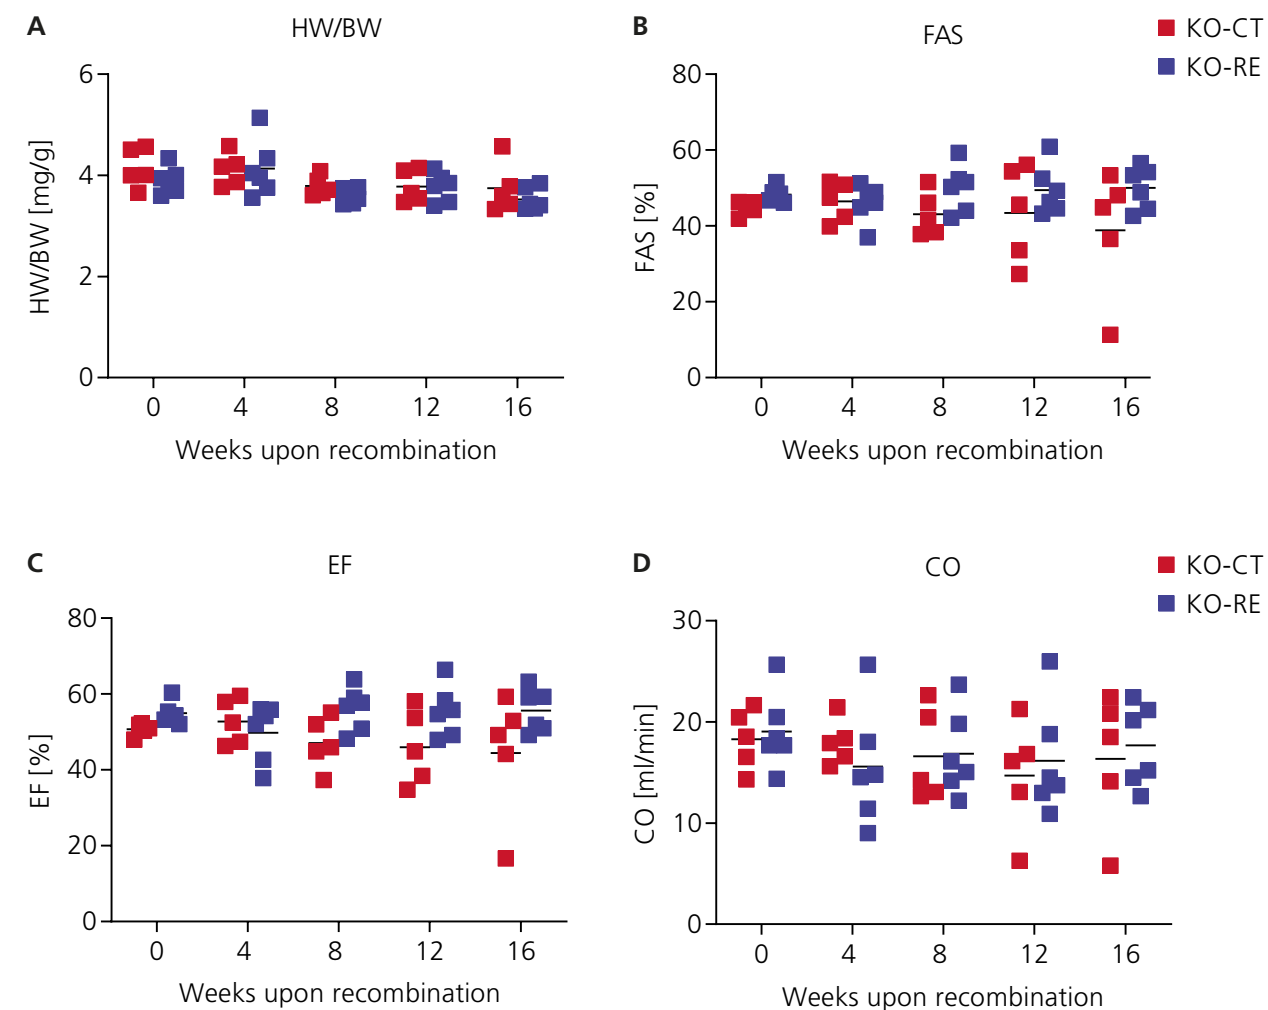 A
HW/BW
HW/BW [mg/g]
6
4
2
0
0 4 8 12 16
Weeks upon recombination
B
FAS
KO-CT
KO-RE
FAS [%]
80
60
40
20
0
0 4 8 12 16
Weeks upon recombination
C
EF
EF [%]
80
60
40
20
0
0 4 8 12 16
Weeks upon recombination
D
CO
KO-CT
KO-RE
CO [ml/min]
30
20
10
0
0 4 8 12 16
Weeks upon recombination